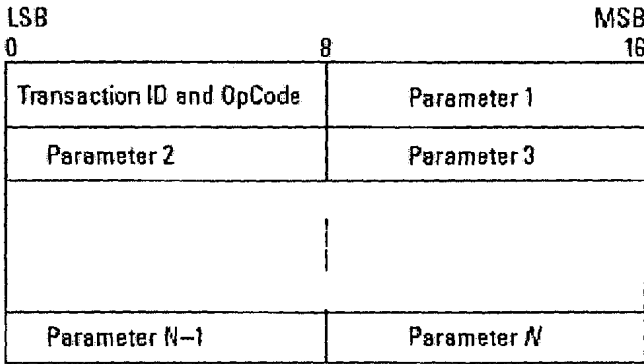 LSB MSB
0 8 16
Transaction ID and OpCode Parameter 1
Parameter 2 Parameter 3
Parameter N–1 Parameter N